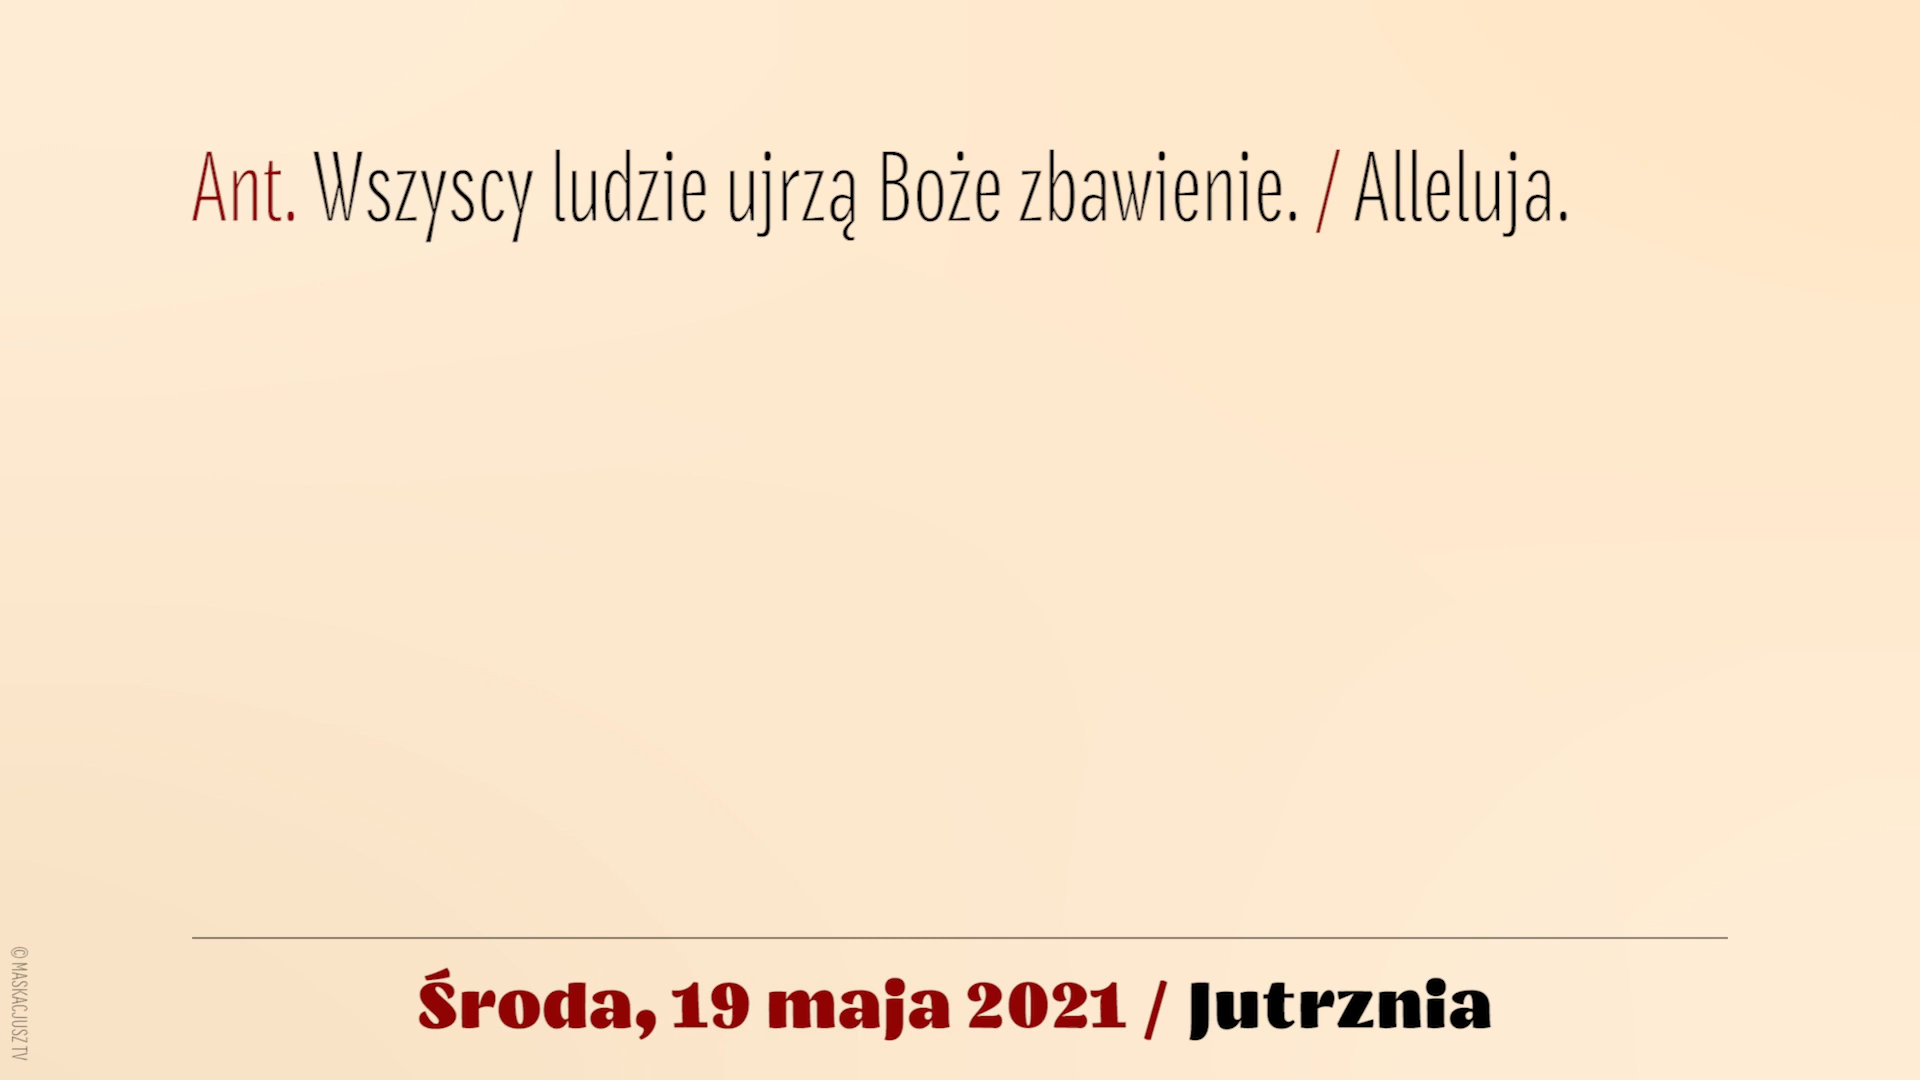 Ant. Wszyscy ludzie ujrzą Boże zbawienie. / Alleluja.
Środa, 19 maja 2021 / Jutrznia
© MASKACJUSZ TV